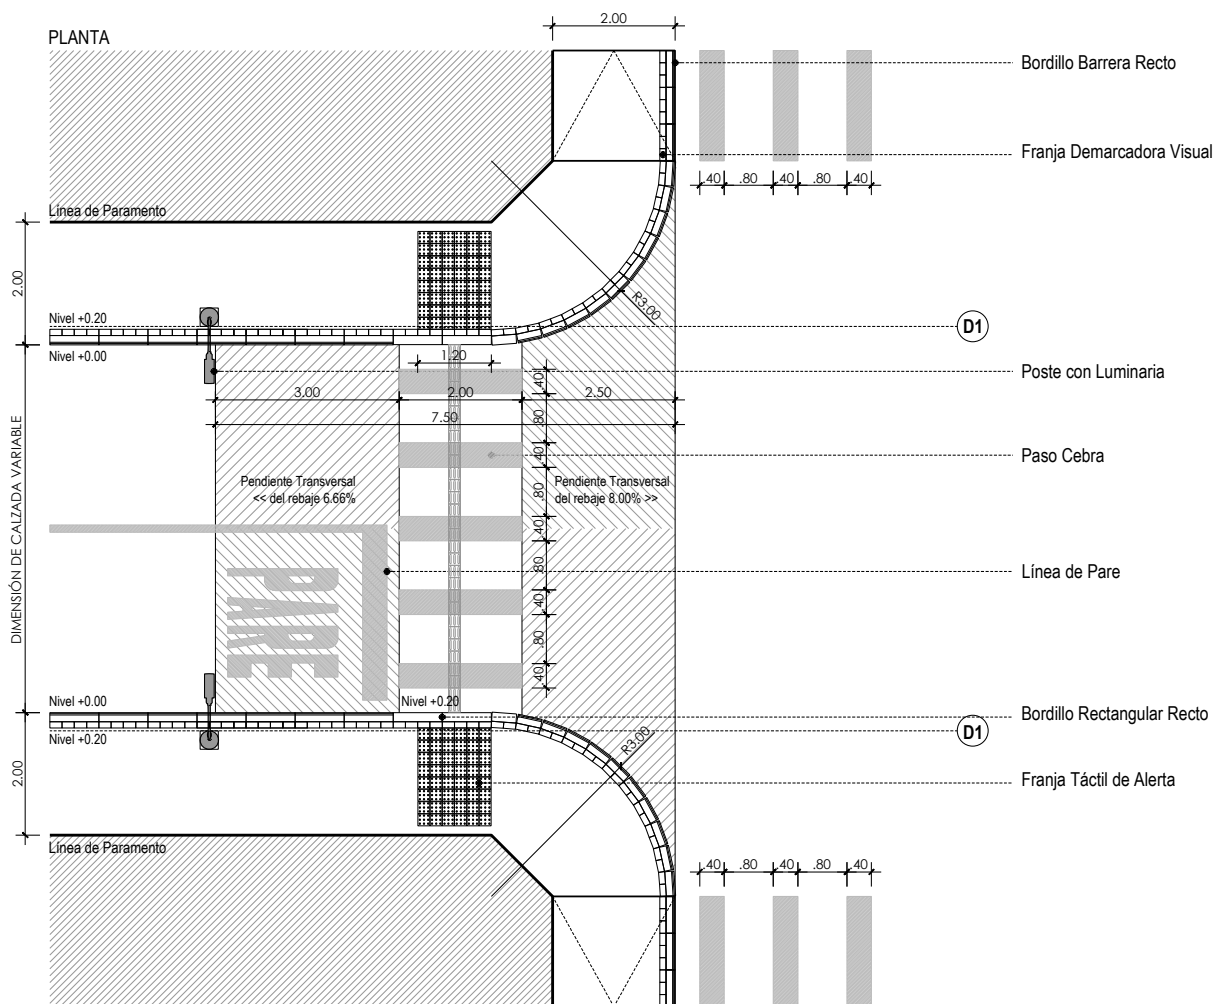 2.00
PLANTA
Bordillo Barrera Recto
Franja Demarcadora Visual
.40 .80 .40 .80 .40
Línea de Paramento
2.00
R3.00
Nivel +0.20
D1
Nivel +0.00
1.20
Poste con Luminaria
.40
3.00 2.00 2.50
7.50
.80
.40
Paso Cebra
Pendiente Transversal
<< del rebaje 6.66%
Pendiente Transversal
del rebaje 8.00% >>
.80
.40
DIMENSIÓN DE CALZADA VARIABLE
.80
Línea de Pare
PARE
.40
.80
.40
Nivel +0.00
Nivel +0.20
Bordillo Rectangular Recto
Nivel +0.20
D1
R3.00
2.00
Franja Táctil de Alerta
Línea de Paramento
.40 .80 .40 .80 .40